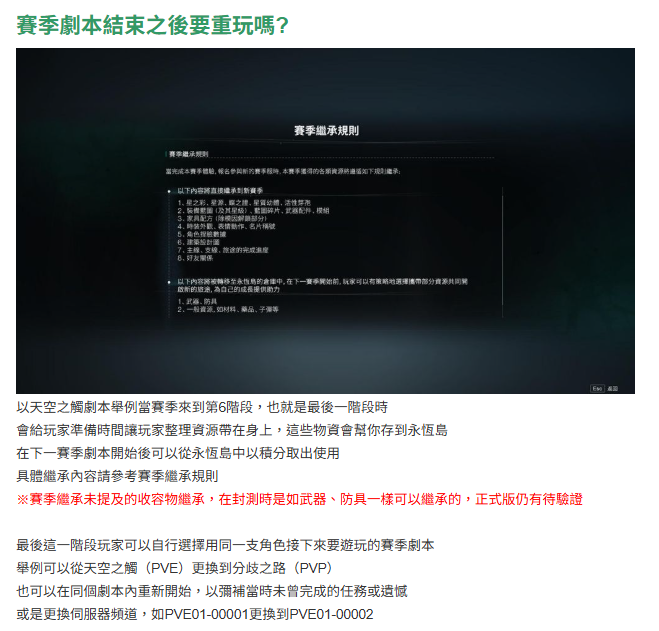 賽季劇本結束之後要重玩嗎?
賽季繼承規則
賽季繼承規則
當完成本賽季體驗, 報名參與新的賽季服時, 本賽季獲得的各類資源將遵循如下規則繼承:
以下內容將直接繼承到新賽季
1、星之彩、星源、蝶之證、星質幼體、活性芽孢
2、裝備藍圖 (及其星級)、藍圖碎片、武器配件、模組
3、家具配方 (除模因解鎖部分)
4、時裝外觀、表情動作、名片稱號
5、角色捏臉數據
6、建築設計圖
7、主線、支線、旅途的完成進度
8、好友關係
以下內容將被轉移至永恆島的倉庫中, 在下一賽季開始前, 玩家可以有策略地選擇攜帶部分資源共同開
啟新的旅途, 為自己的成長提供助力
1、武器、防具
2、一般資源, 如材料、藥品、子彈等
Esc 返回
以天空之觸劇本舉例當賽季來到第6階段，也就是最後一階段時
會給玩家準備時間讓玩家整理資源帶在身上，這些物資會幫你存到永恆島
在下一賽季劇本開始後可以從永恆島中以積分取出使用
具體繼承內容請參考賽季繼承規則
※賽季繼承未提及的收容物繼承，在封測時是如武器、防具一樣可以繼承的，正式版仍有待驗證
最後這一階段玩家可以自行選擇用同一支角色接下來要遊玩的賽季劇本
舉例可以從天空之觸（PVE）更換到分歧之路（PVP）
也可以在同個劇本內重新開始，以彌補當時未曾完成的任務或遺憾
或是更換伺服器頻道，如PVE01-00001更換到PVE01-00002